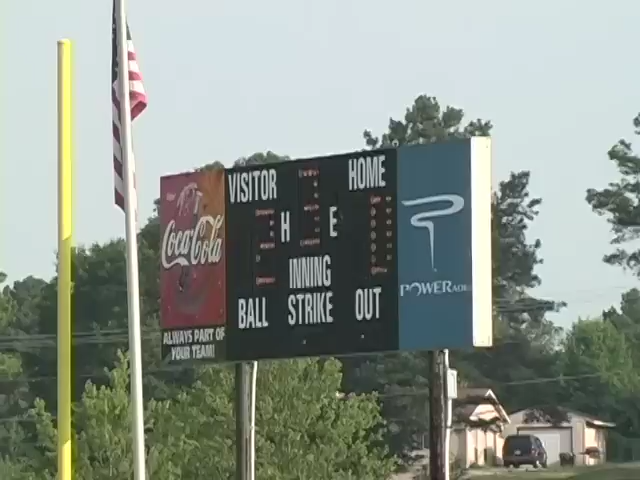 VISITOR HOME
H E
INNING
BALL STRIKE OUT
Coca-Cola
ALWAYS PART OF
YOUR TEAM!
POWERADE